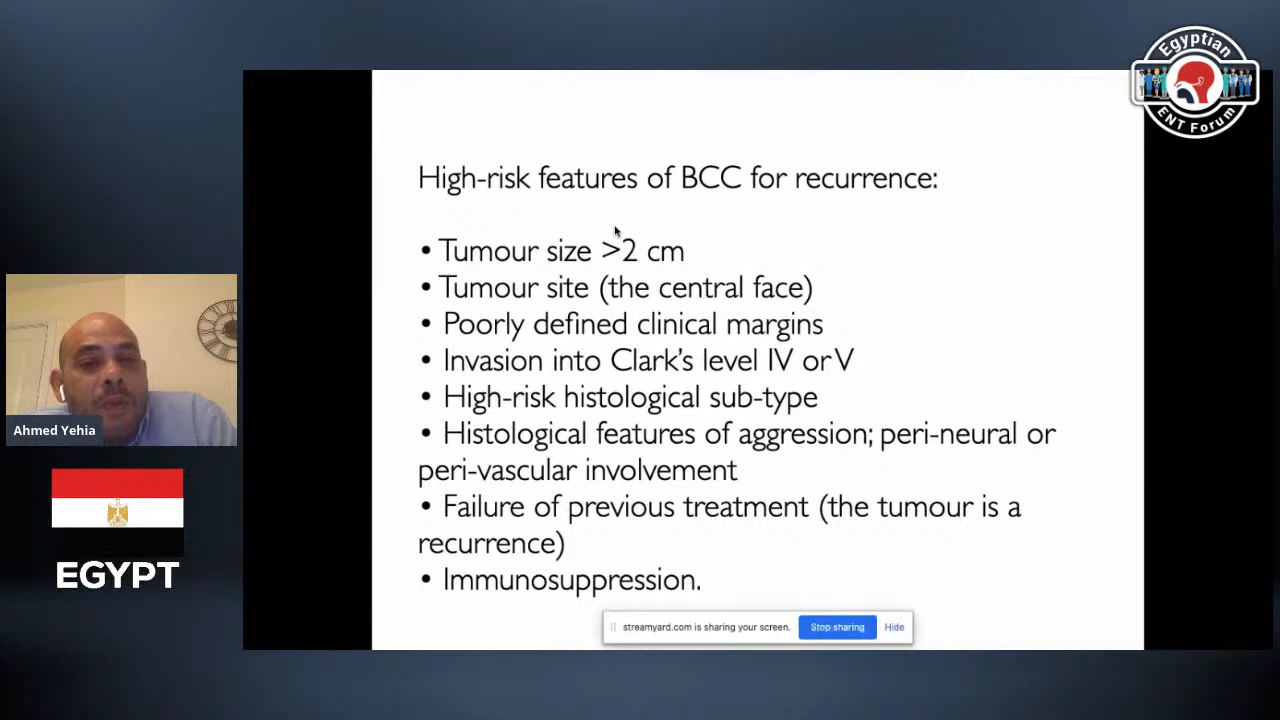 Egyptian
ENT Forum
High-risk features of BCC for recurrence:
• Tumour size >2 cm
• Tumour site (the central face)
• Poorly defined clinical margins
• Invasion into Clark's level IV or V
• High-risk histological sub-type
• Histological features of aggression; peri-neural or
peri-vascular involvement
• Failure of previous treatment (the tumour is a
recurrence)
• Immunosuppression.
Ahmed Yehia
EGYPT
streamyard.com is sharing your screen.
Stop sharing
Hide